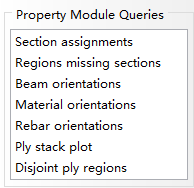 Property Module Queries
Section assignments
Regions missing sections
Beam orientations
Material orientations
Rebar orientations
Ply stack plot
Disjoint ply regions